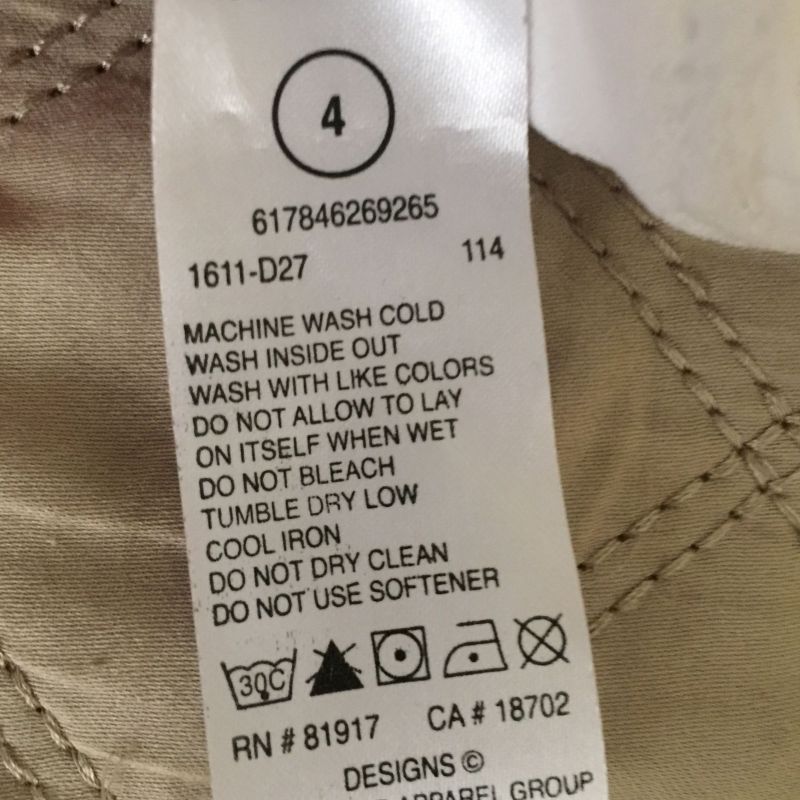 4
617846269265
1611-D27 114
MACHINE WASH COLD
WASH INSIDE OUT
WASH WITH LIKE COLORS
DO NOT ALLOW TO LAY
ON ITSELF WHEN WET
DO NOT BLEACH
TUMBLE DRY LOW
COOL IRON
DO NOT DRY CLEAN
DO NOT USE SOFTENER
30C
RN # 81917 CA # 18702
DESIGNS ©
APPAREL GROUP